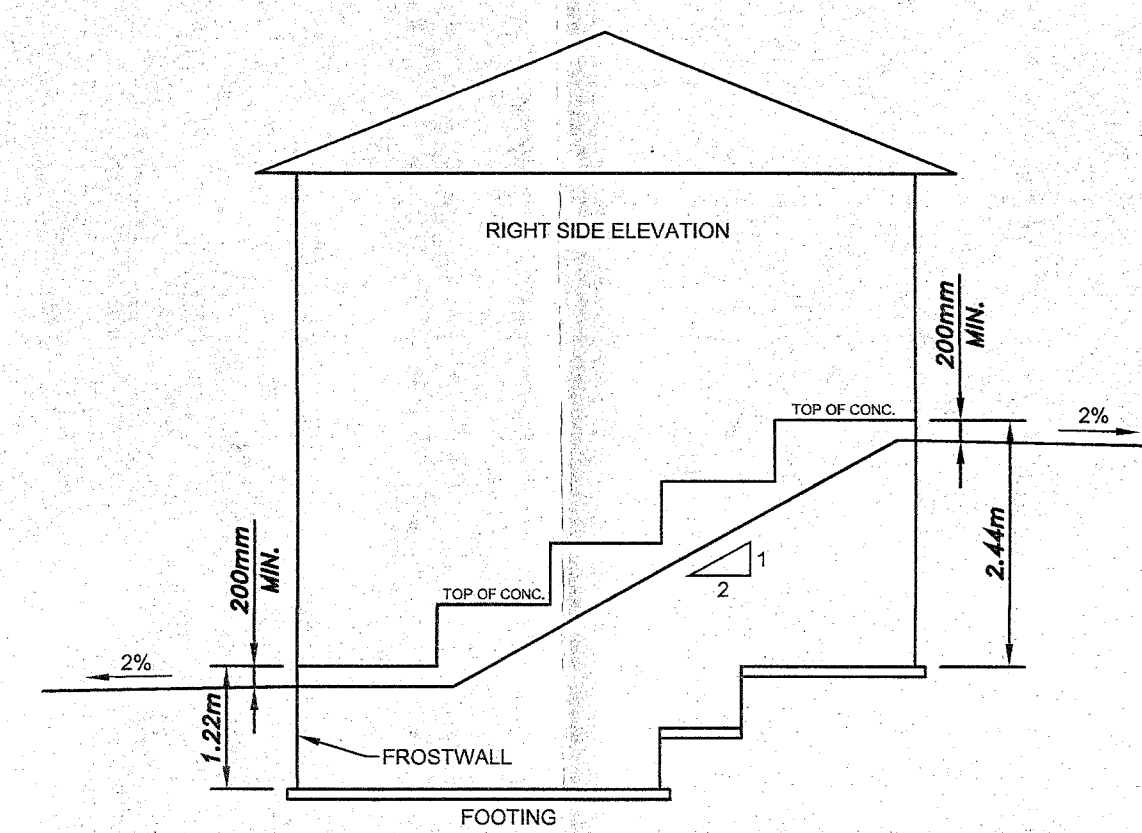 RIGHT SIDE ELEVATION
200mm
MIN.
TOP OF CONC.
2%
2.44m
1
2
200mm
MIN.
TOP OF CONC.
2%
1.22m
FROSTWALL
FOOTING